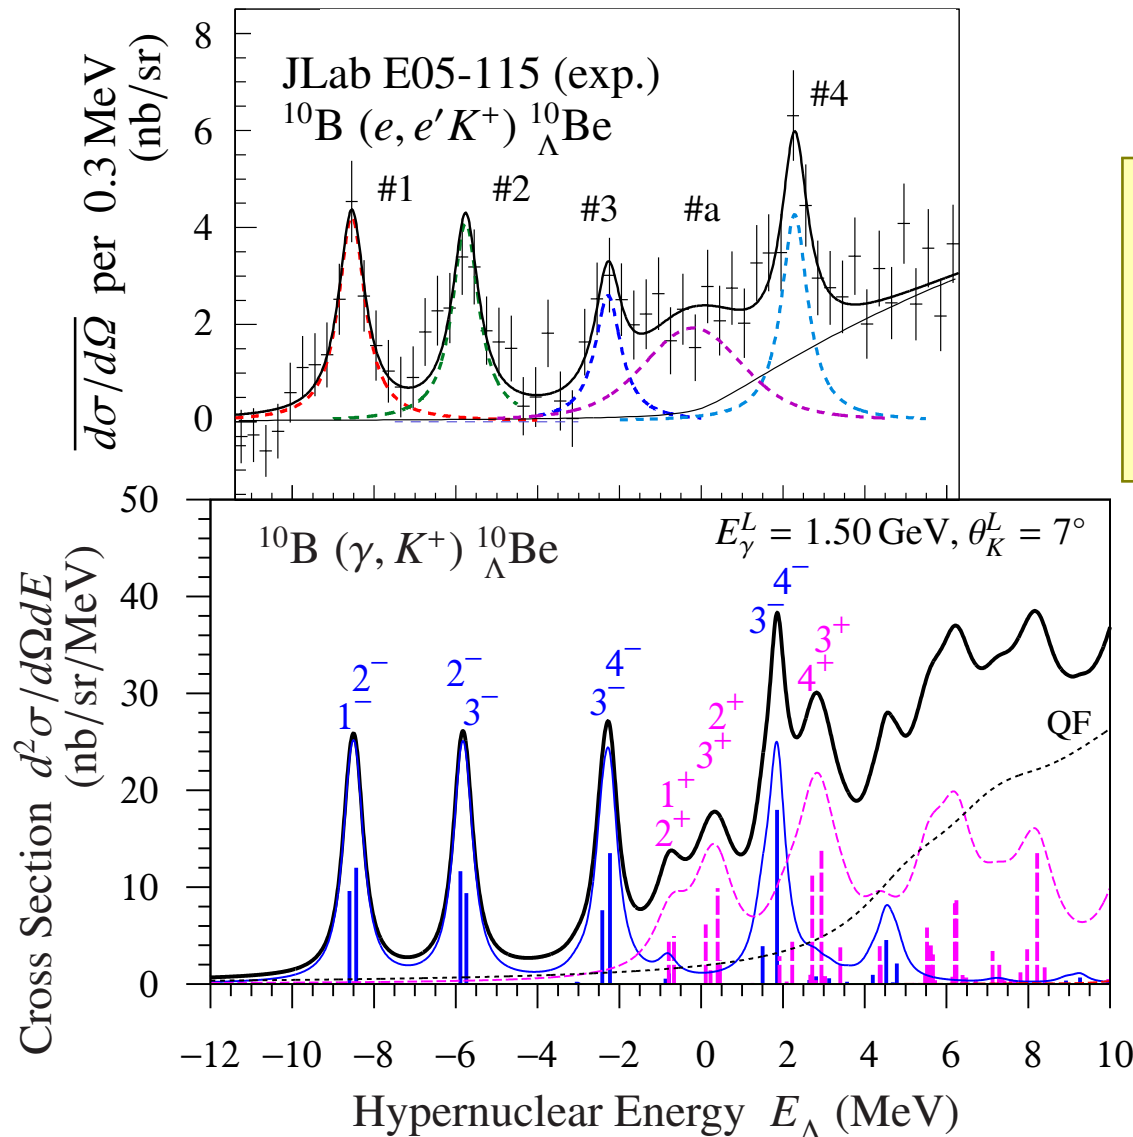 JLab E05-115 (exp.)
¹⁰B (e, e′K⁺) ¹⁰ΛBe
#1
#2
#3
#a
#4
8
6
4
2
0
dσ/dΩ per 0.3 MeV
(nb/sr)
¹⁰B (γ, K⁺) ¹⁰ΛBe
E_γ^L = 1.50 GeV, θ_K^L = 7°
2⁻
1⁻
2⁻
3⁻
4⁻
3⁻
2⁺
3⁺
1⁺
2⁺
4⁻
3⁻
3⁺
4⁺
QF
50
40
30
20
10
0
Cross Section d²σ/dΩdE
(nb/sr/MeV)
−12 −10 −8 −6 −4 −2 0 2 4 6 8 10
Hypernuclear Energy E_Λ (MeV)